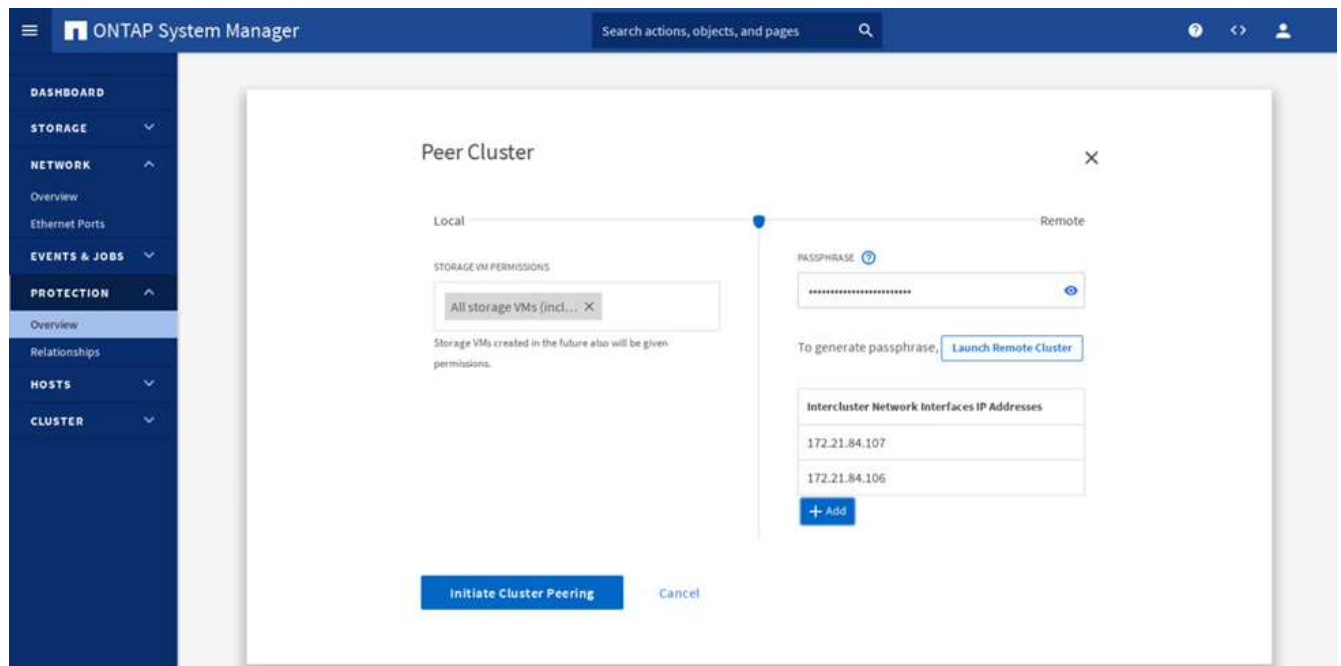 ONTAP System Manager
Search actions, objects, and pages
DASHBOARD
STORAGE
NETWORK
Overview
Ethernet Ports
EVENTS & JOBS
PROTECTION
Overview
Relationships
HOSTS
CLUSTER
Peer Cluster
Local
Remote
STORAGE VM PERMISSIONS
All storage VMs (incl... ×
Storage VMs created in the future also will be given
permissions.
PASSPHRASE
••••••••••••••••••••••••
To generate passphrase, Launch Remote Cluster
Intercluster Network Interfaces IP Addresses
172.21.84.107
172.21.84.106
+ Add
Initiate Cluster Peering
Cancel